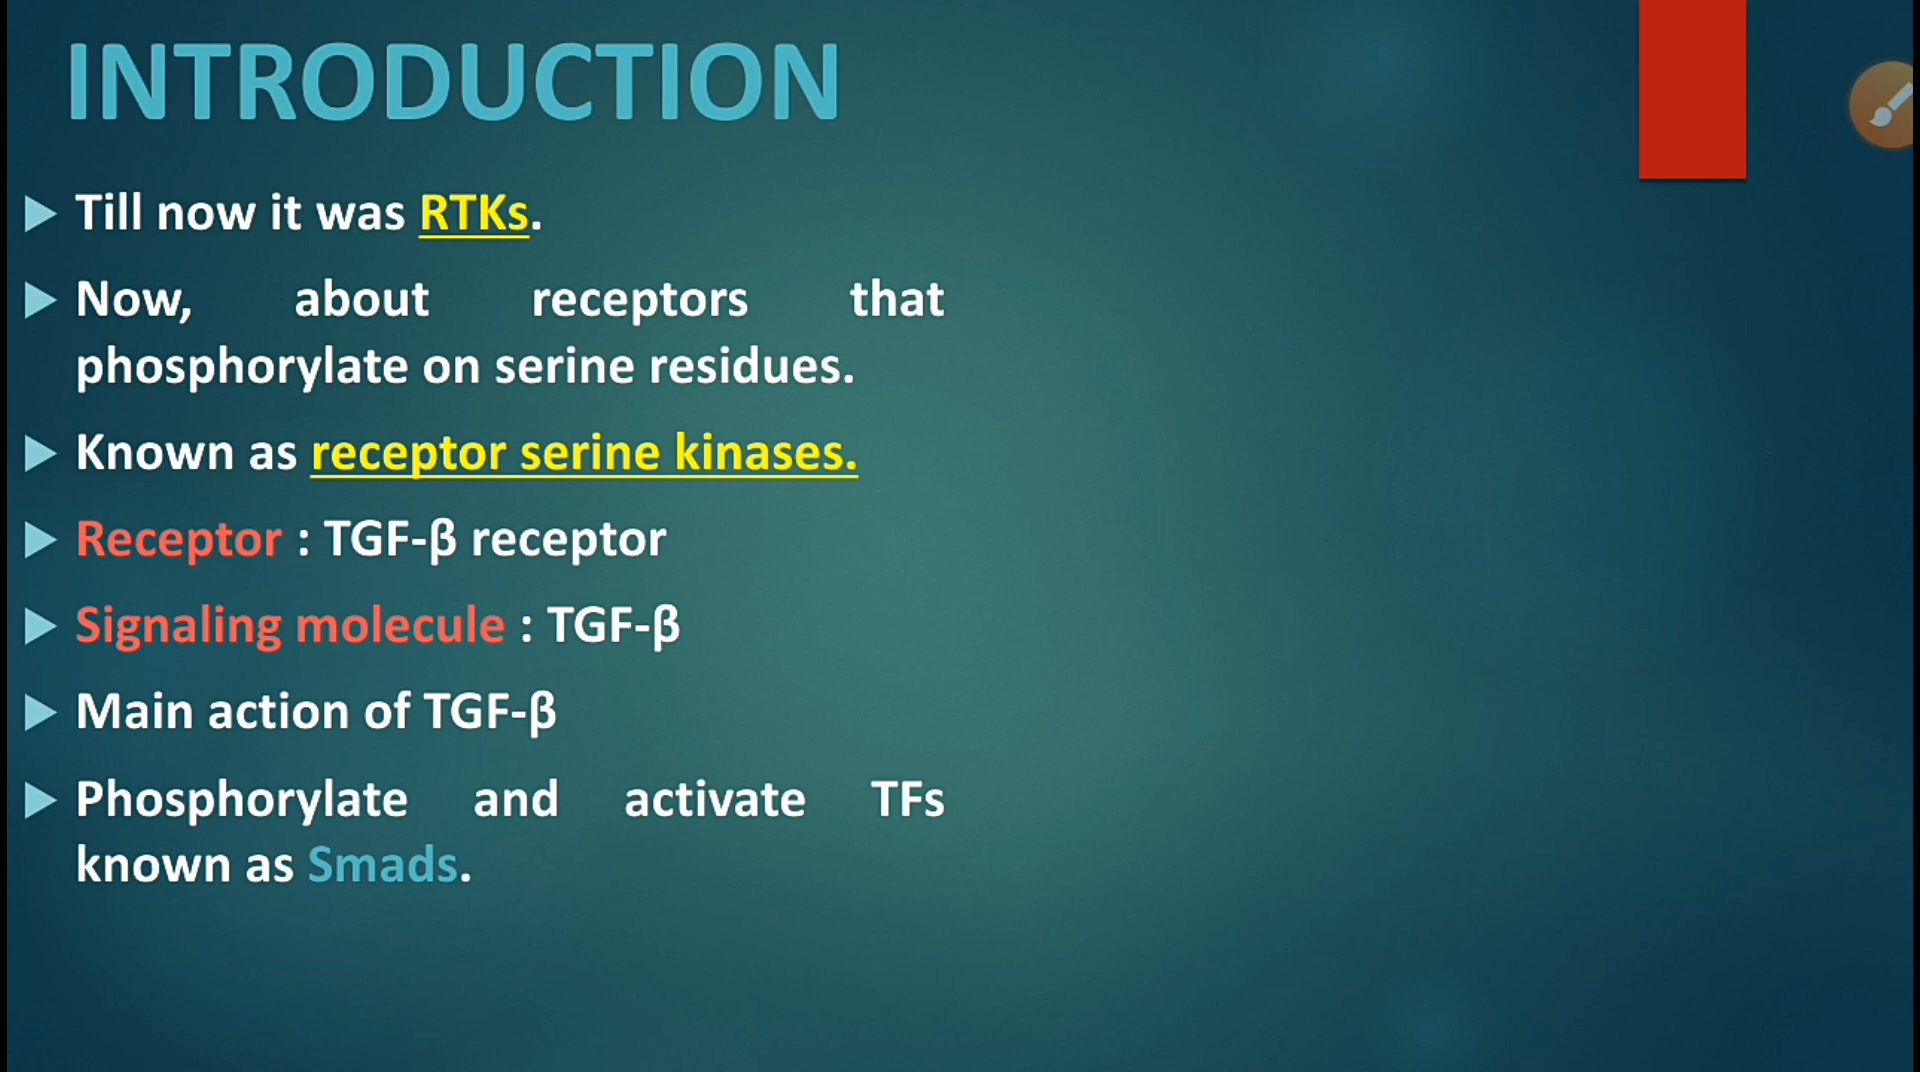 INTRODUCTION
Till now it was RTKs.
Now, about receptors that
phosphorylate on serine residues.
Known as receptor serine kinases.
Receptor : TGF-β receptor
Signaling molecule : TGF-β
Main action of TGF-β
Phosphorylate and activate TFs
known as Smads.